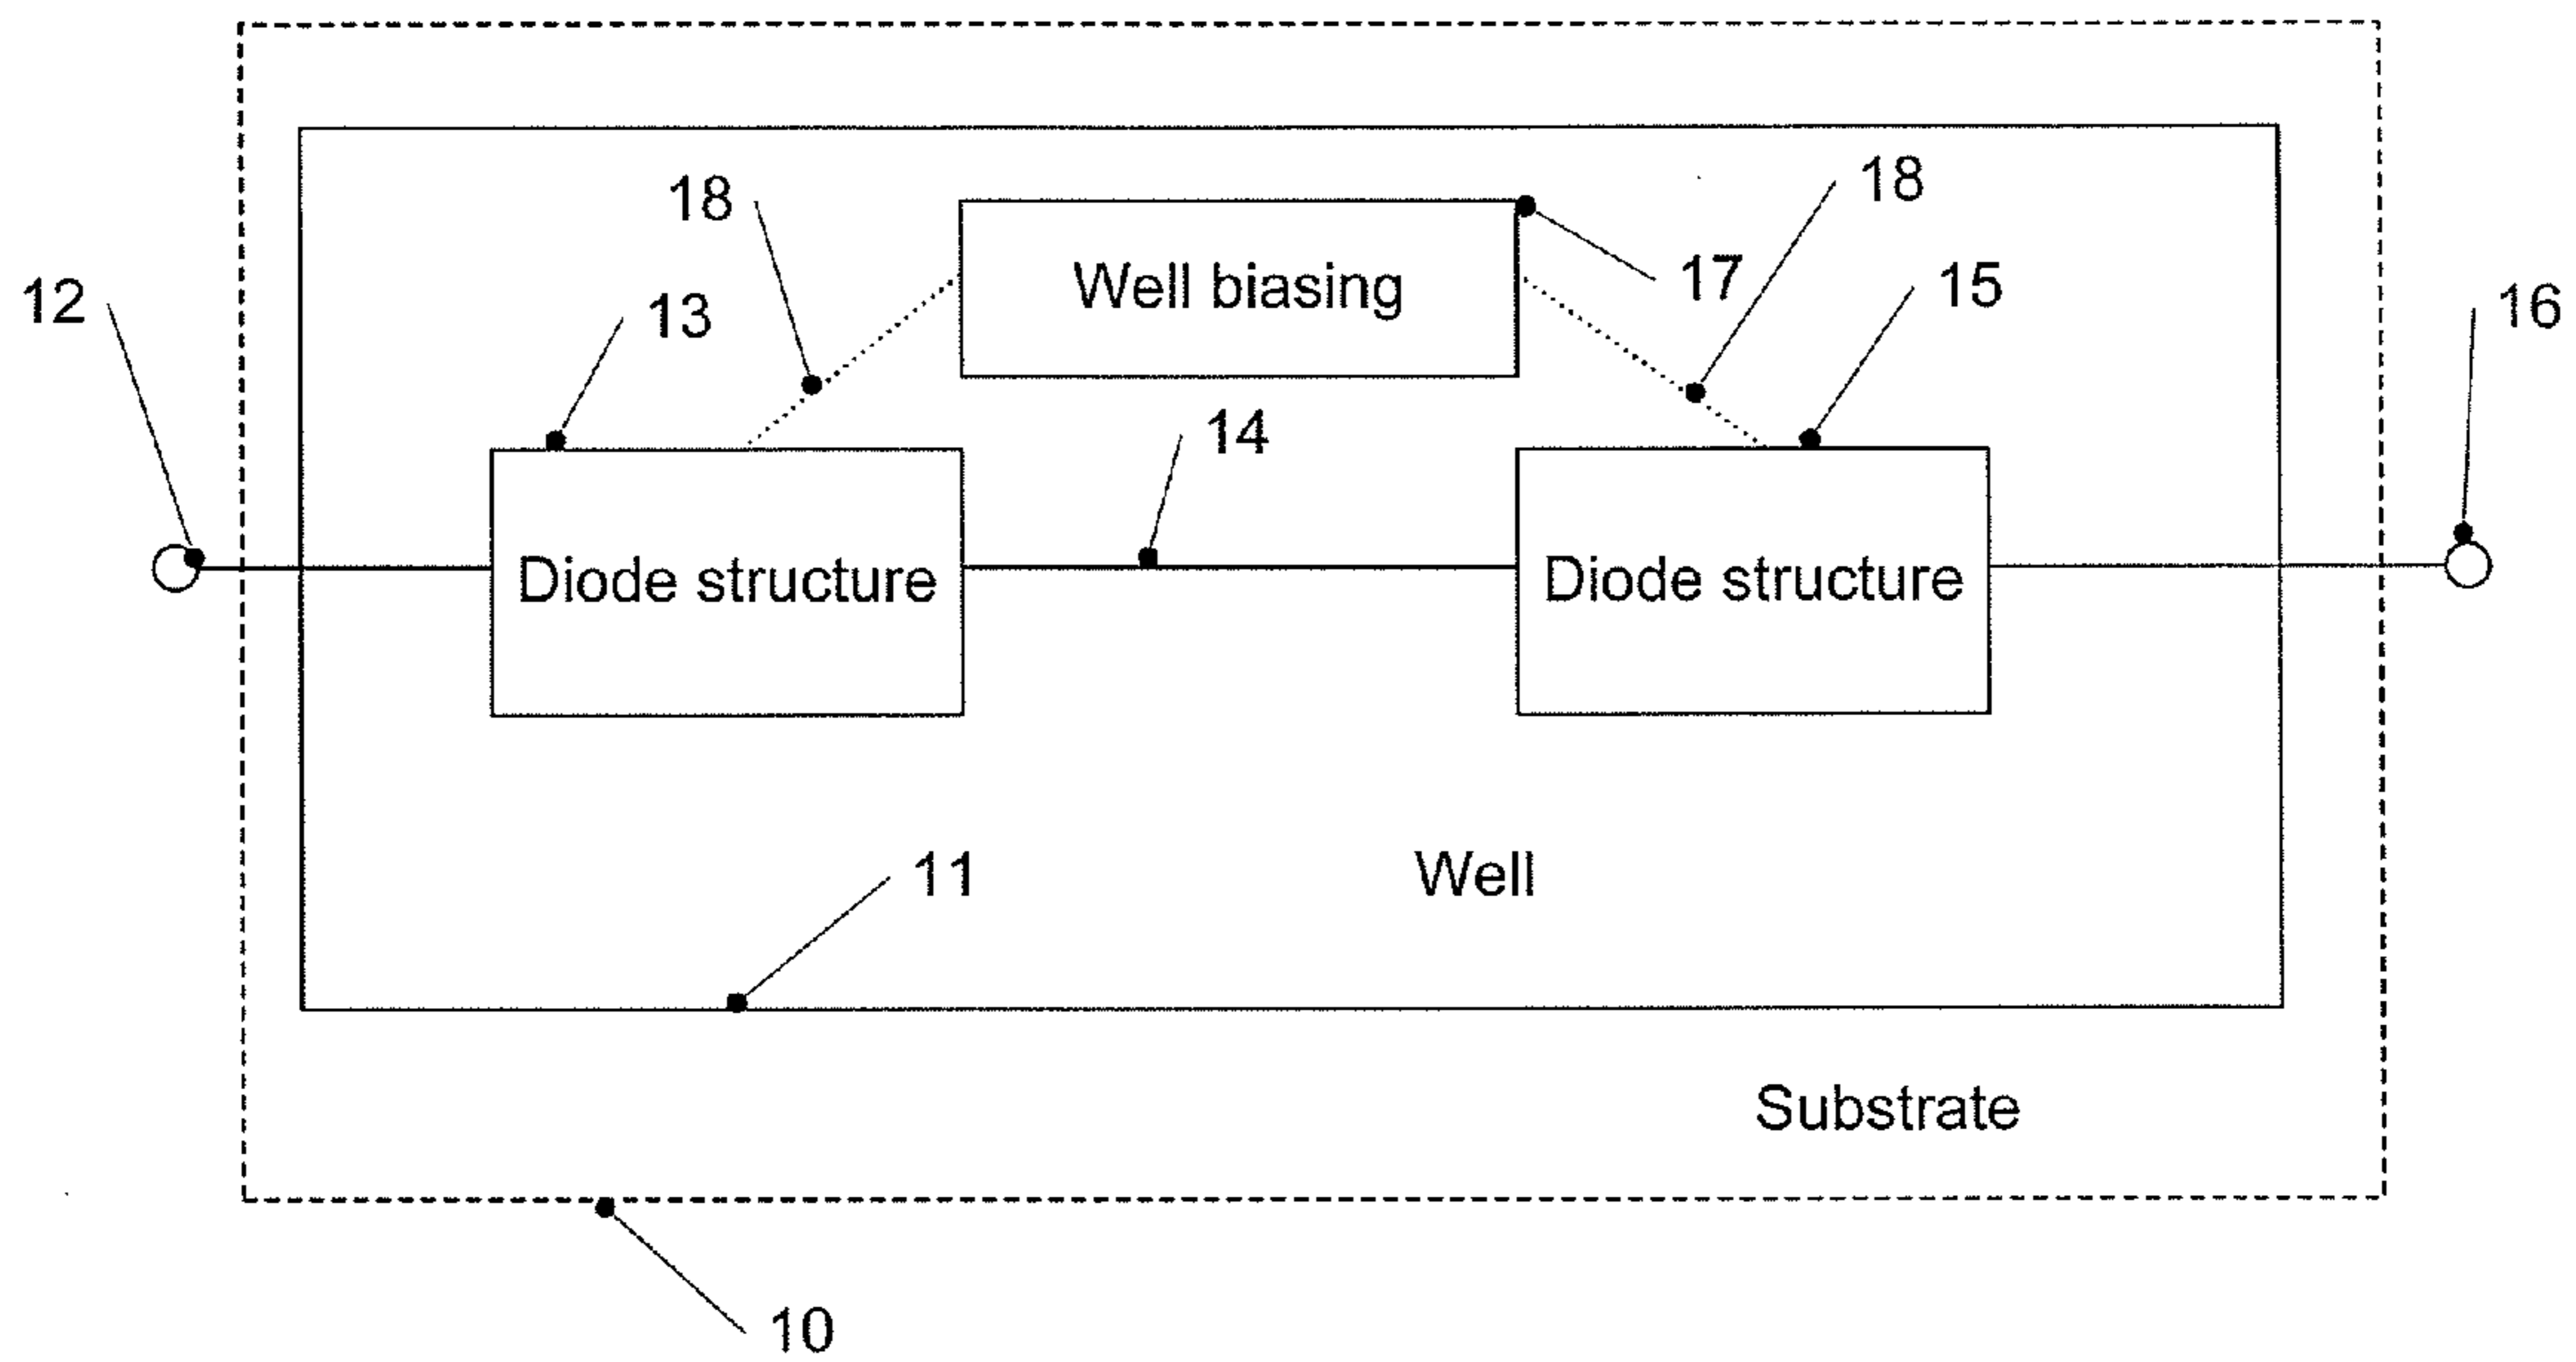 18
18
12
13
Well biasing
17
15
16
14
Diode structure
Diode structure
11
Well
Substrate
10